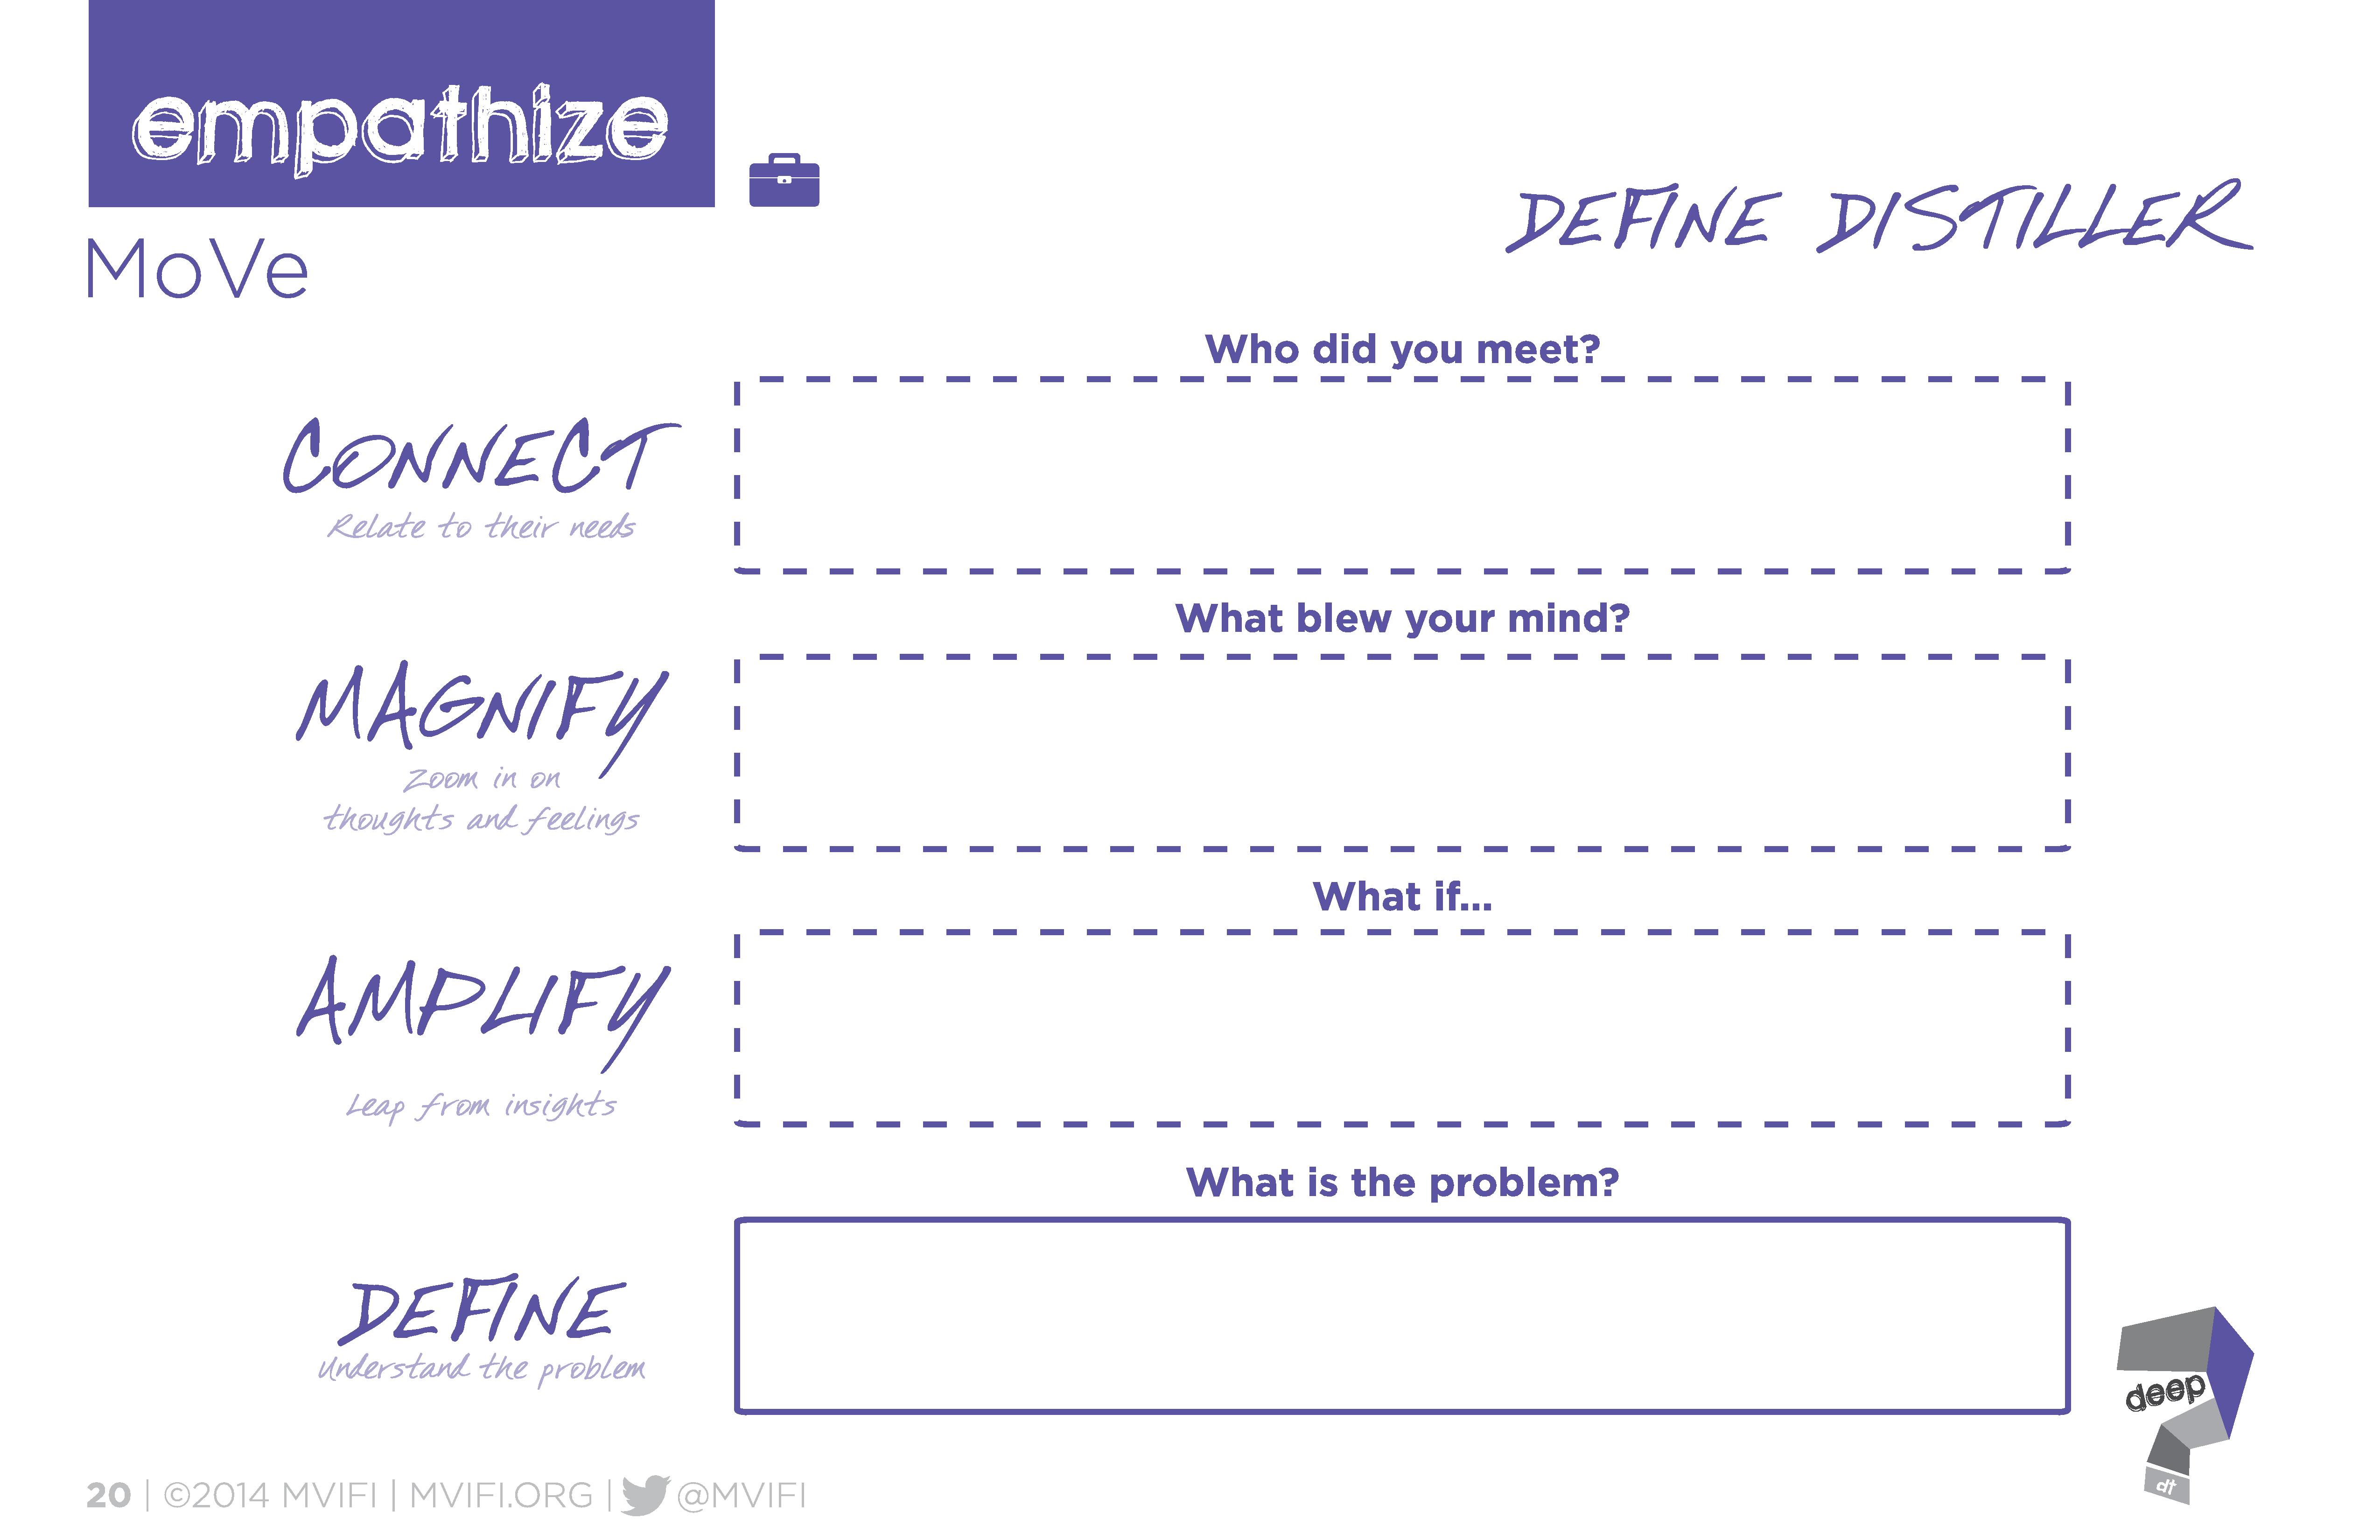 empathize
MoVe
DEFINE DISTILLER
Who did you meet?
CONNECT
Relate to their needs
What blew your mind?
MAGNIFY
Zoom in on
thoughts and feelings
What if...
AMPLIFY
Leap from insights
What is the problem?
DEFINE
Understand the problem
deep
dt
20 | ©2014 MVIFI | MVIFI.ORG | @MVIFI